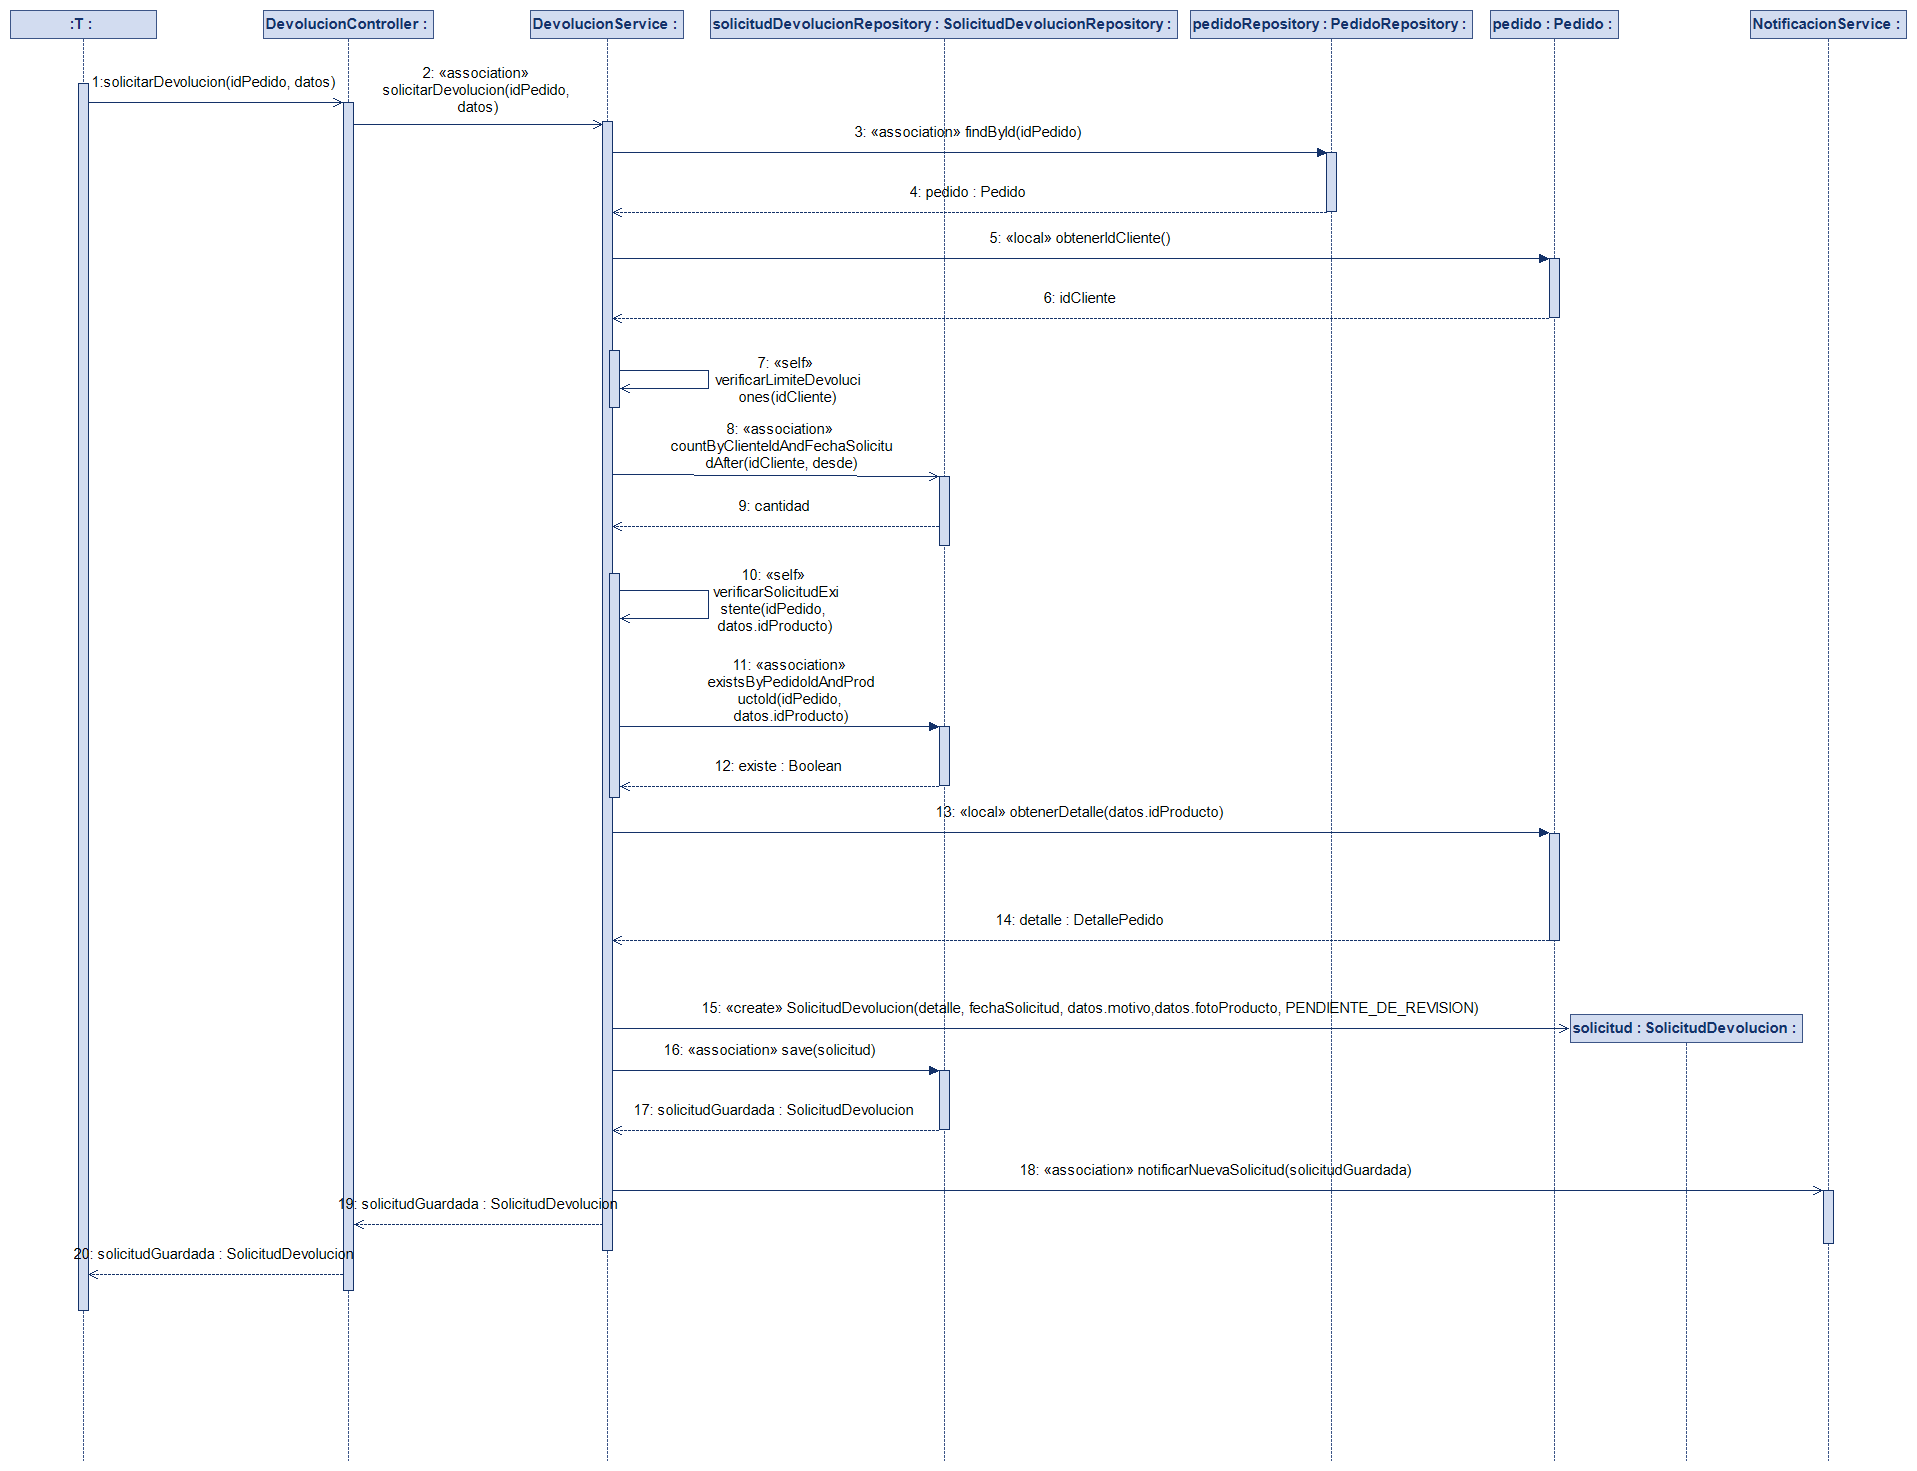 :T :
DevolucionController :
DevolucionService :
solicitudDevolucionRepository : SolicitudDevolucionRepository :
pedidoRepository : PedidoRepository :
pedido : Pedido :
NotificacionService :
1:solicitarDevolucion(idPedido, datos)
2: «association»
solicitarDevolucion(idPedido,
datos)
3: «association» findById(idPedido)
4: pedido : Pedido
5: «local» obtenerIdCliente()
6: idCliente
7: «self»
verificarLimiteDevoluci
ones(idCliente)
8: «association»
countByClienteIdAndFechaSolicitu
dAfter(idCliente, desde)
9: cantidad
10: «self»
verificarSolicitudExi
stente(idPedido,
datos.idProducto)
11: «association»
existsByPedidoIdAndProd
uctoId(idPedido,
datos.idProducto)
12: existe : Boolean
13: «local» obtenerDetalle(datos.idProducto)
14: detalle : DetallePedido
15: «create» SolicitudDevolucion(detalle, fechaSolicitud, datos.motivo,datos.fotoProducto, PENDIENTE_DE_REVISION)
solicitud : SolicitudDevolucion :
16: «association» save(solicitud)
17: solicitudGuardada : SolicitudDevolucion
18: «association» notificarNuevaSolicitud(solicitudGuardada)
19: solicitudGuardada : SolicitudDevolucion
20: solicitudGuardada : SolicitudDevolucion